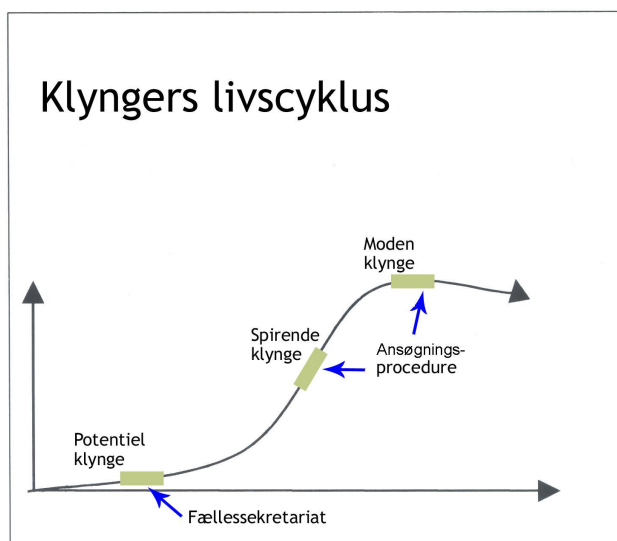 Klyngers livscyklus
Moden
klynge
Spirende
klynge
Ansøgnings-
procedure
Potentiel
klynge
Fællessekretariat